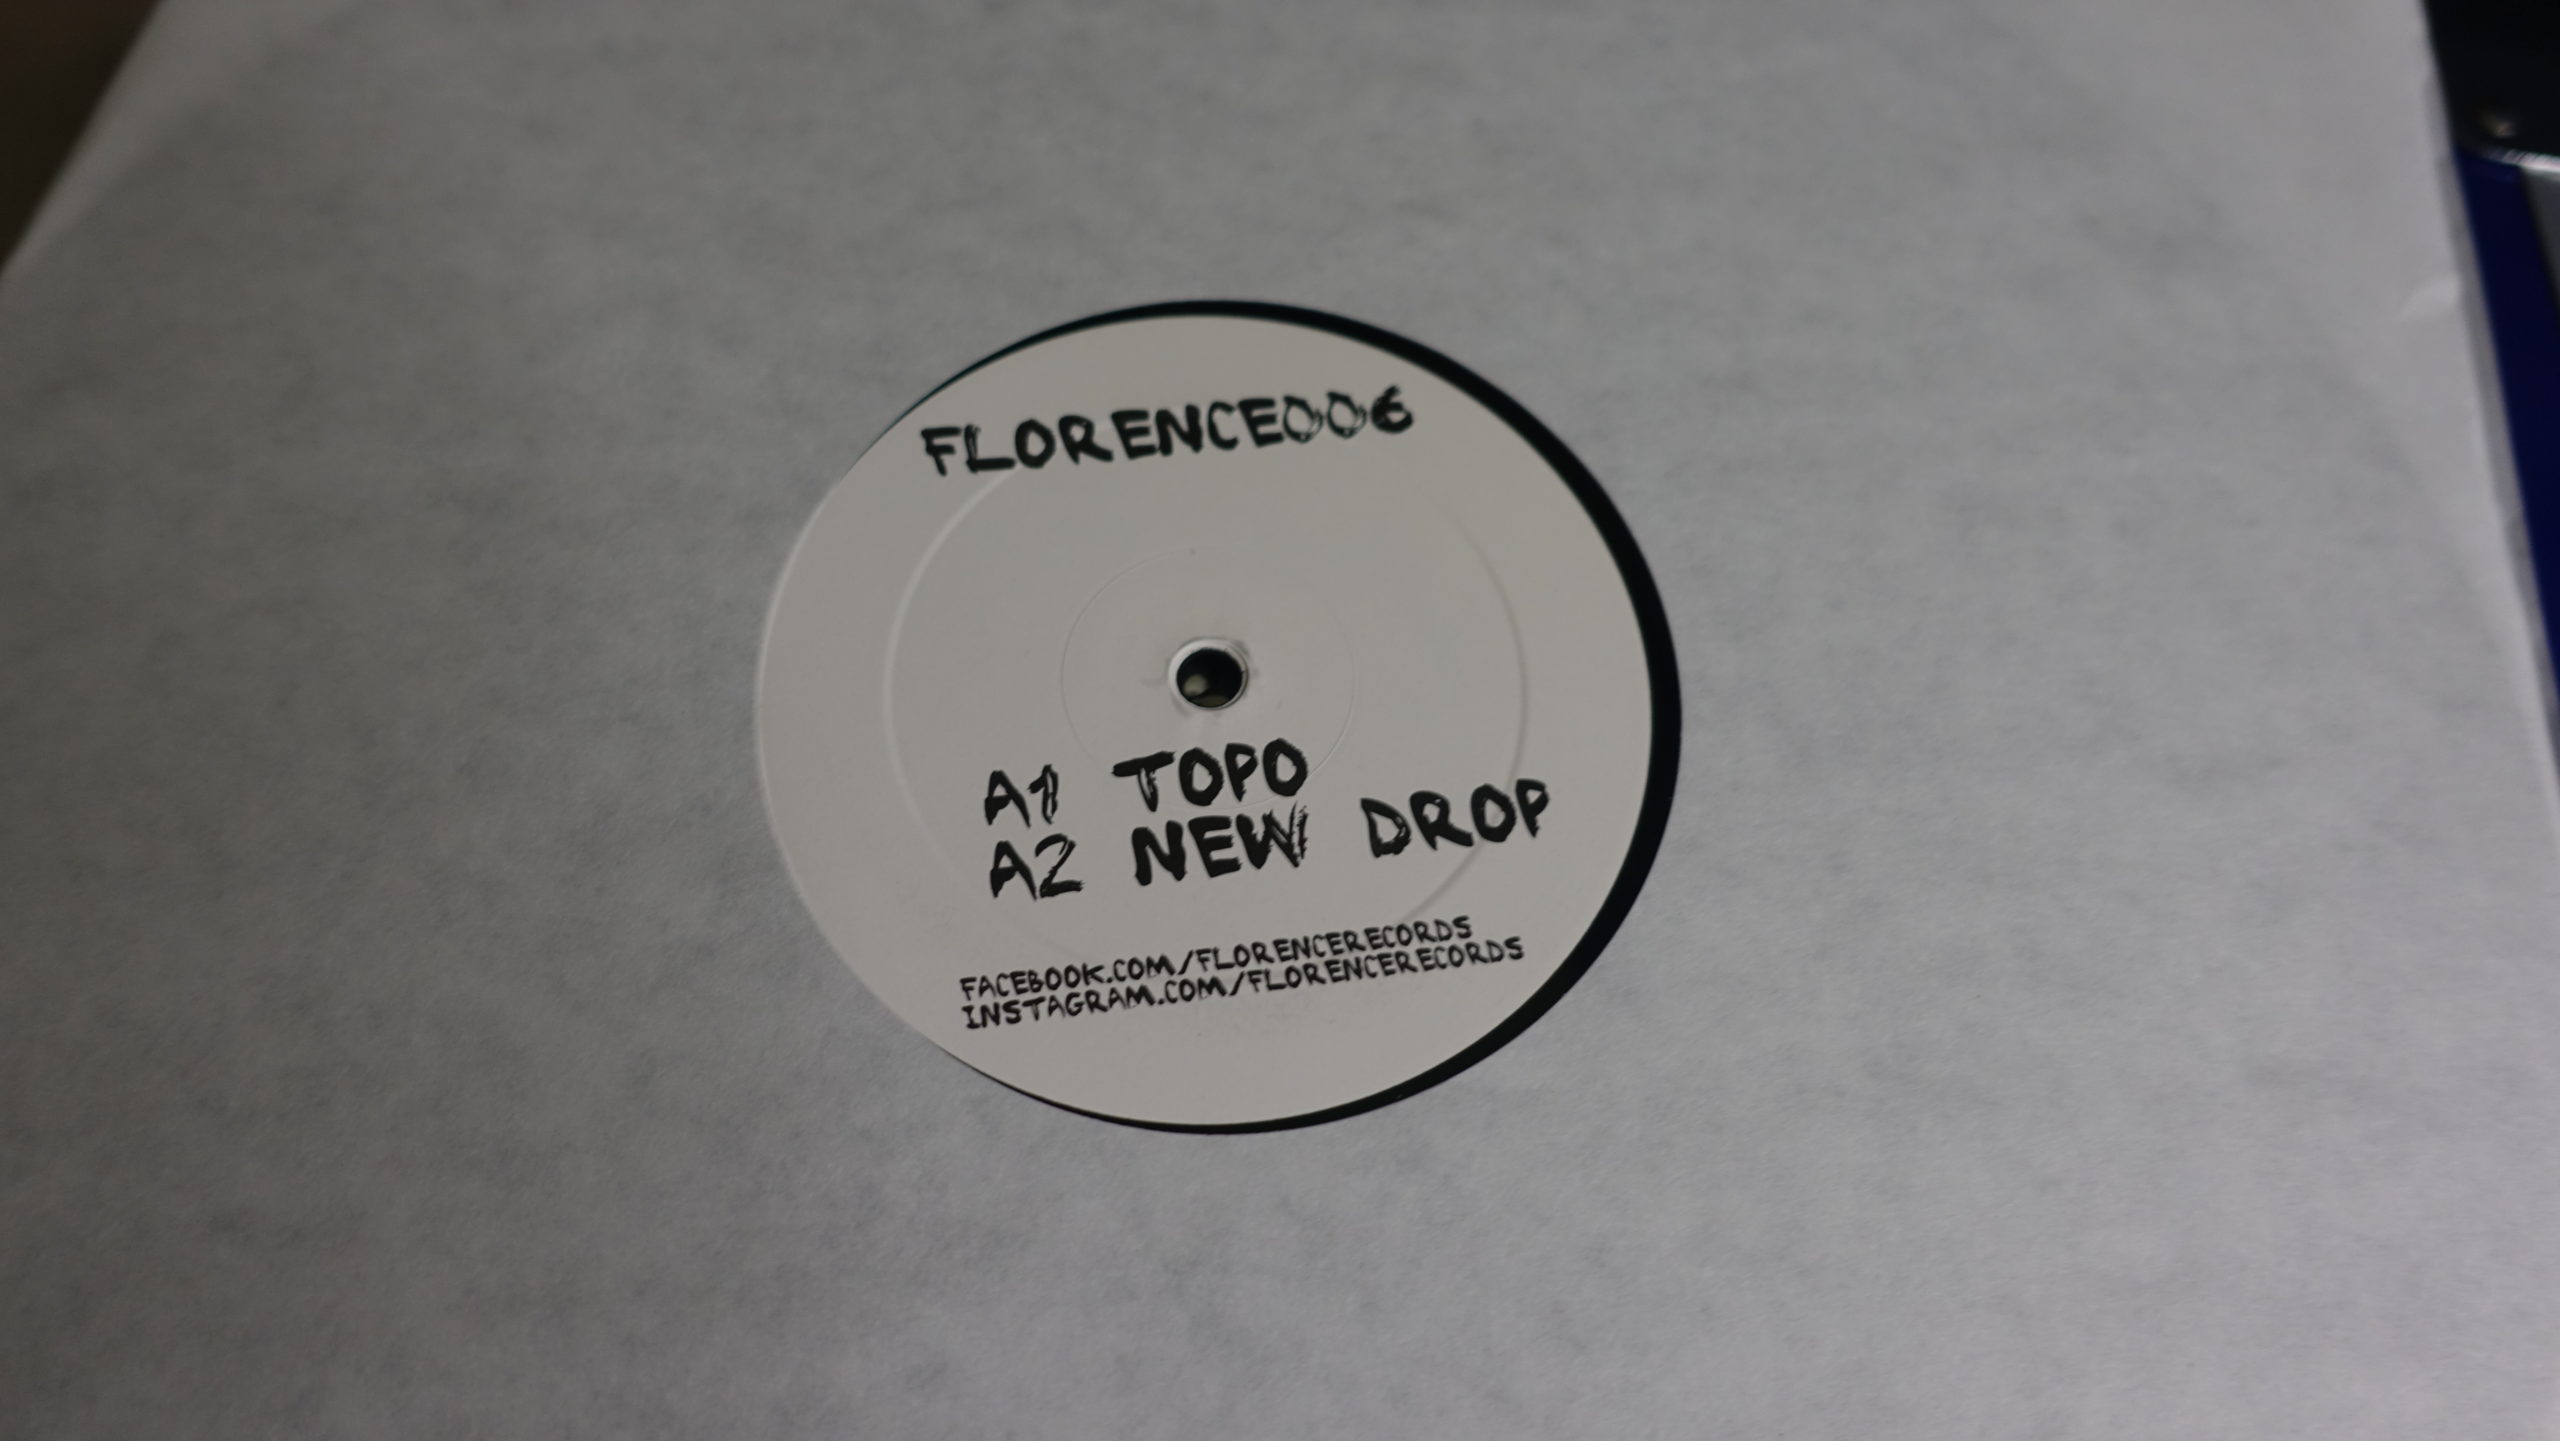 FLORENCE006
A1 TOPO
A2 NEW DROP
FACEBOOK.COM/FLORENCERECORDS
INSTAGRAM.COM/FLORENCERECORDS